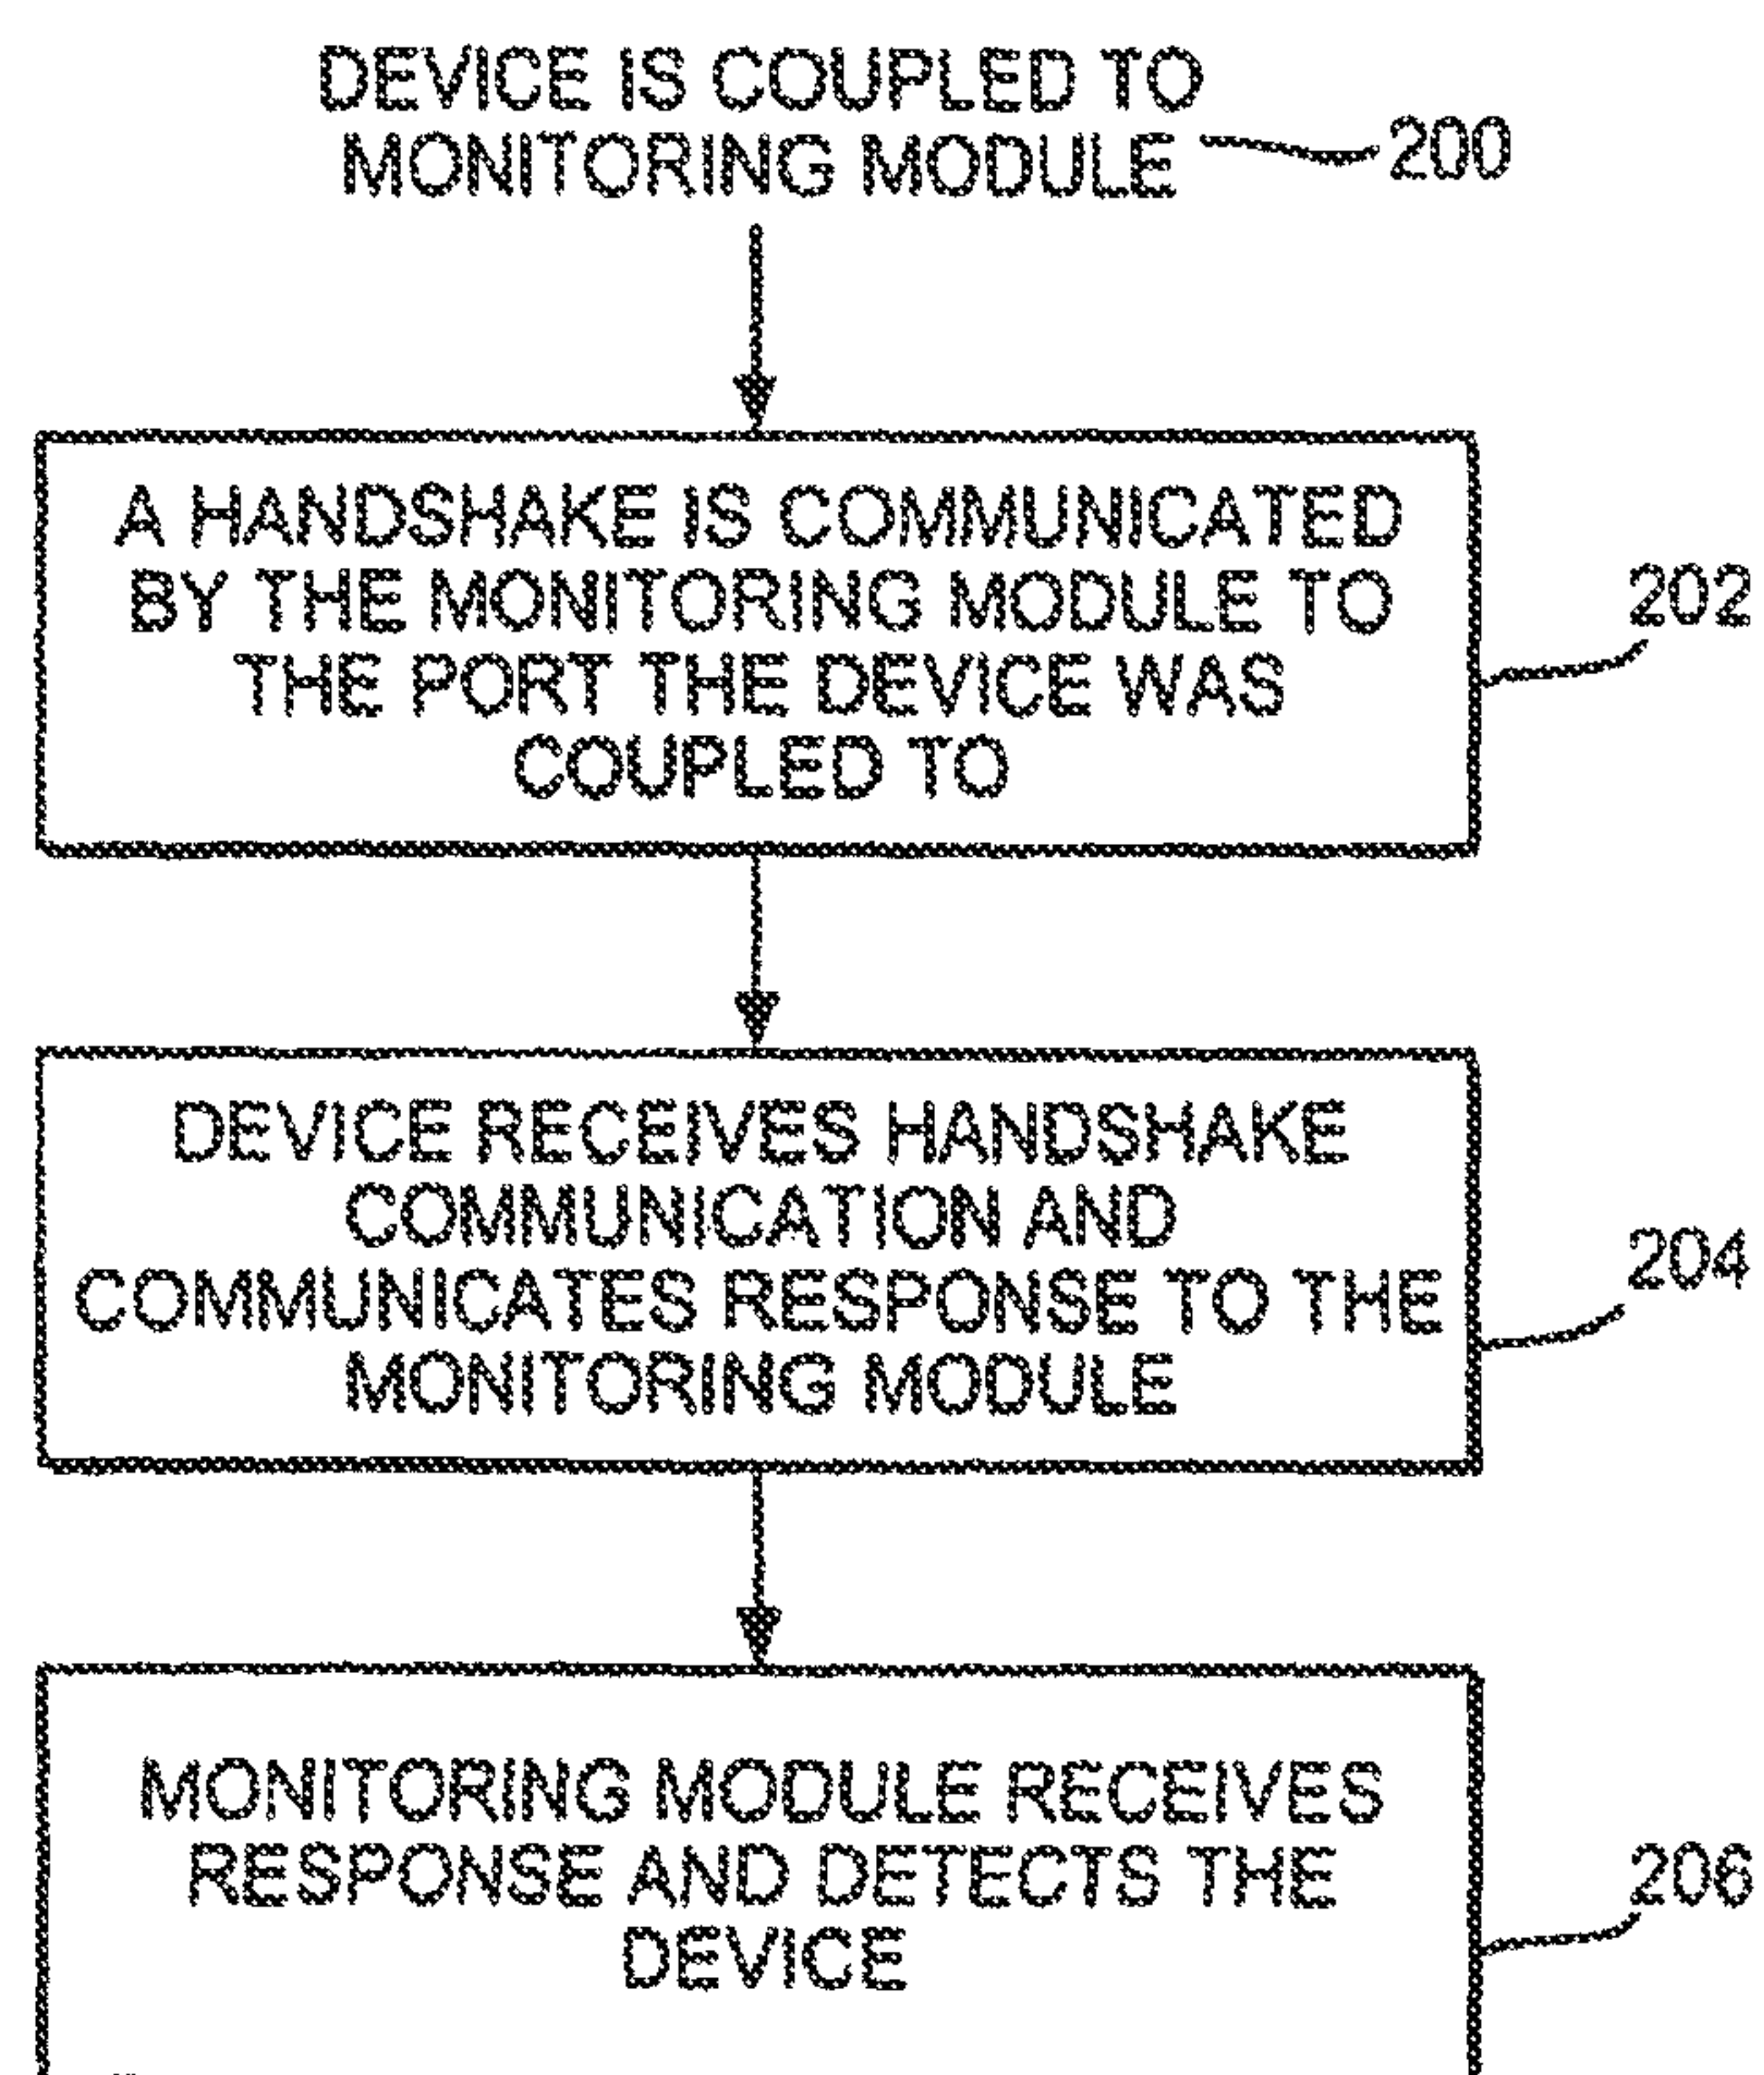 DEVICE IS COUPLED TO
MONITORING MODULE 200
A HANDSHAKE IS COMMUNICATED
BY THE MONITORING MODULE TO
THE PORT THE DEVICE WAS
COUPLED TO
202
DEVICE RECEIVES HANDSHAKE
COMMUNICATION AND
COMMUNICATES RESPONSE TO THE
MONITORING MODULE
204
MONITORING MODULE RECEIVES
RESPONSE AND DETECTS THE
DEVICE
206